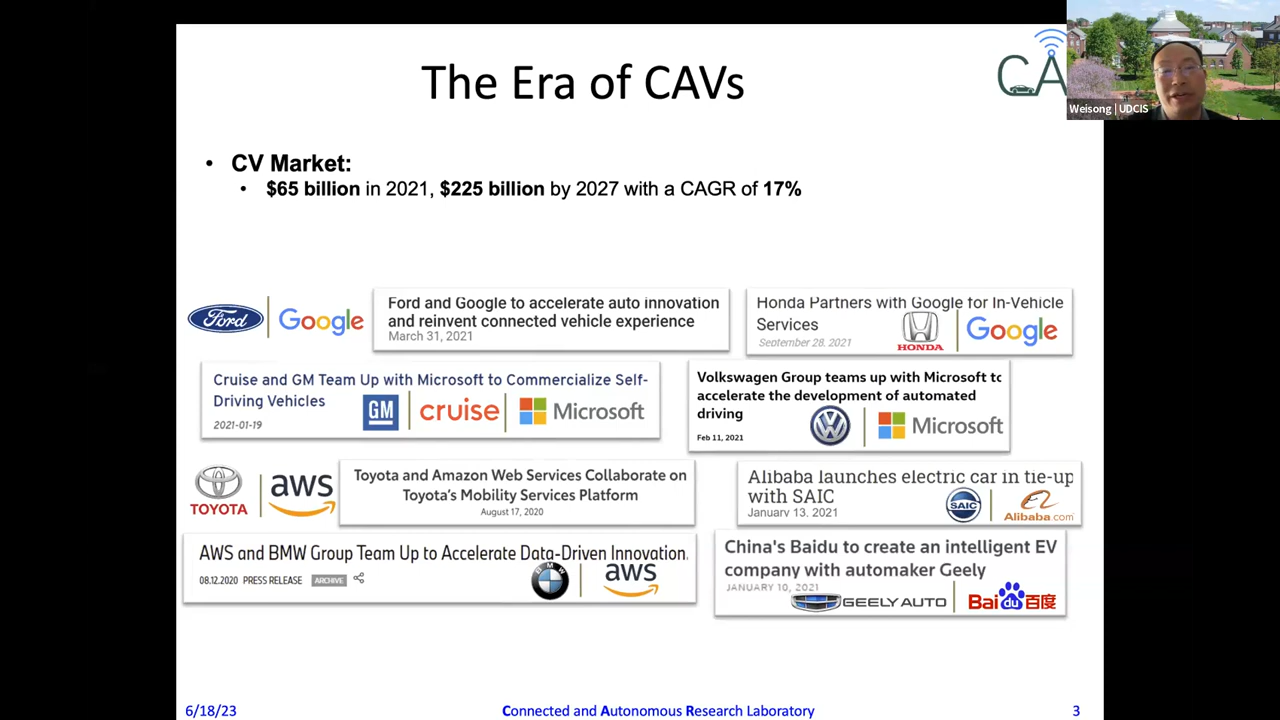 The Era of CAVs
CA
Weisong | UDCIS
• CV Market:
• $65 billion in 2021, $225 billion by 2027 with a CAGR of 17%
Ford
Google
Ford and Google to accelerate auto innovation
and reinvent connected vehicle experience
March 31, 2021
Honda Partners with Google for In-Vehicle
Services
September 28. 2021
HONDA
Google
Cruise and GM Team Up with Microsoft to Commercialize Self-
Driving Vehicles
2021-01-19
GM
cruise
Microsoft
Volkswagen Group teams up with Microsoft to
accelerate the development of automated
driving
Feb 11, 2021
Microsoft
TOYOTA
aws
Toyota and Amazon Web Services Collaborate on
Toyota's Mobility Services Platform
August 17, 2020
Alibaba launches electric car in tie-up
with SAIC
January 13. 2021
SAIC
Alibaba.com
AWS and BMW Group Team Up to Accelerate Data-Driven Innovation.
08.12.2020 PRESS RELEASE ARCHIVE
BMW
aws
China's Baidu to create an intelligent EV
company with automaker Geely
JANUARY 10, 2021
GEELY AUTO
Bai du 百度
6/18/23
Connected and Autonomous Research Laboratory
3